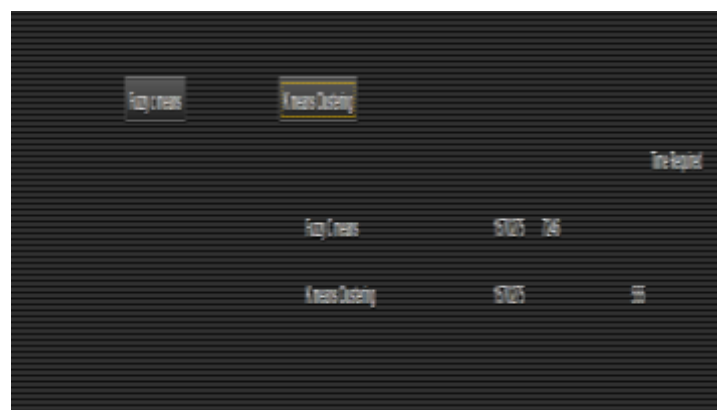 Fuzzy c means K means Clustering
Time Required
Fuzzy C means
K means Clustering